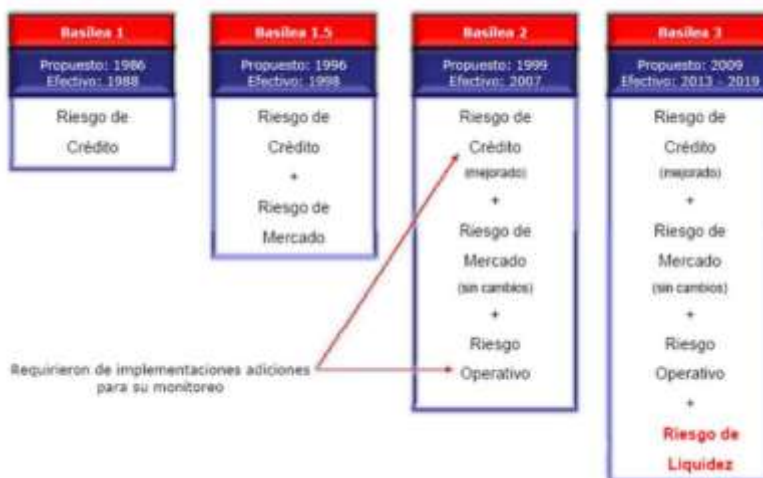 Basilea 1
Propuesto: 1986
Efectivo: 1988
Riesgo de
Crédito
Basilea 1.5
Propuesto: 1996
Efectivo: 1998
Riesgo de
Crédito
+
Riesgo de
Mercado
Basilea 2
Propuesto: 1999
Efectivo: 2007
Riesgo de
Crédito
(mejorado)
+
Riesgo de
Mercado
(sin cambios)
+
Riesgo
Operativo
Basilea 3
Propuesto: 2009
Efectivo: 2013 - 2019
Riesgo de
Crédito
(mejorado)
+
Riesgo de
Mercado
(sin cambios)
+
Riesgo
Operativo
+
Riesgo de
Liquidez
Requirieron de implementaciones adiciones
para su monitoreo